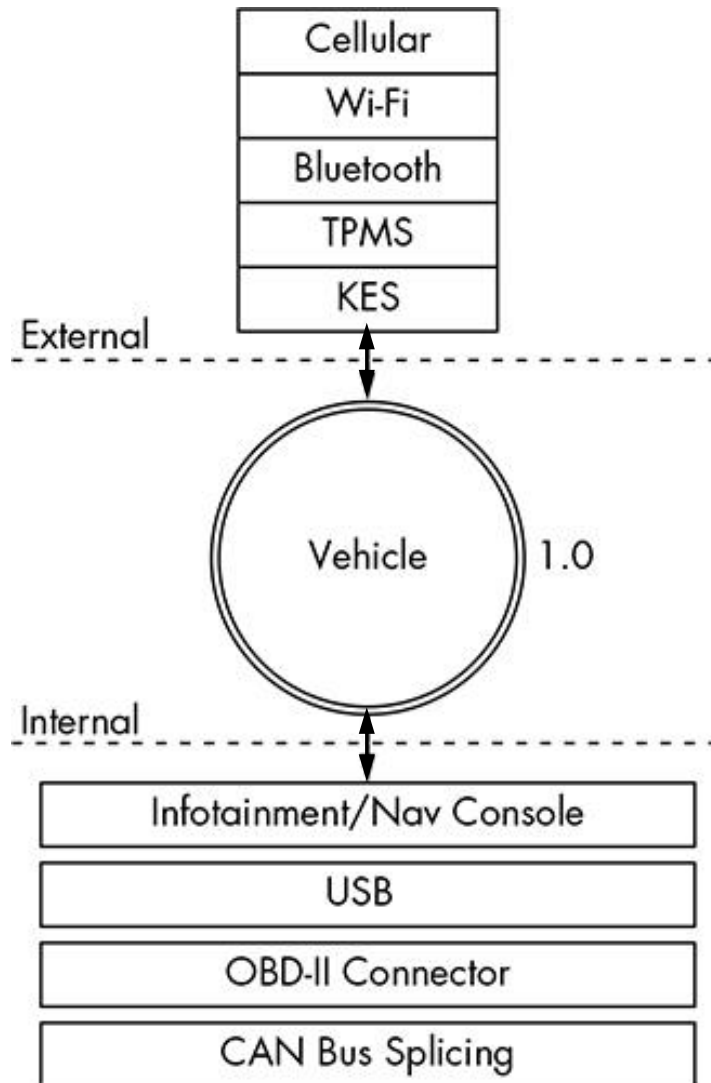 Cellular
Wi-Fi
Bluetooth
TPMS
KES
External
Vehicle 1.0
Internal
Infotainment/Nav Console
USB
OBD-II Connector
CAN Bus Splicing